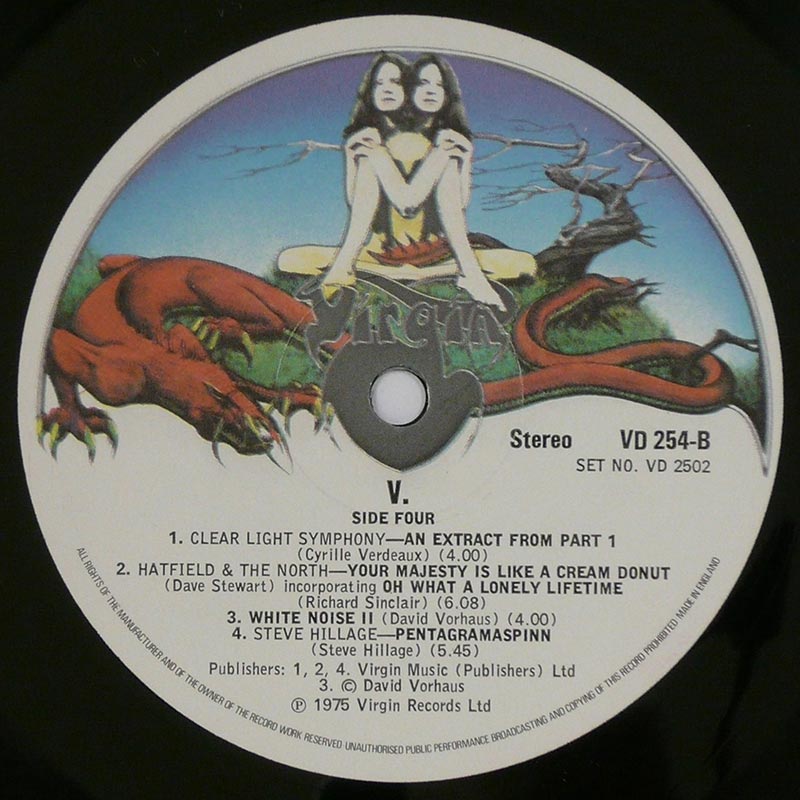 Virgin
Stereo VD 254-B
SET NO. VD 2502
V.
SIDE FOUR
1. CLEAR LIGHT SYMPHONY—AN EXTRACT FROM PART 1
(Cyrille Verdeaux) (4.00)
2. HATFIELD & THE NORTH—YOUR MAJESTY IS LIKE A CREAM DONUT
(Dave Stewart) incorporating OH WHAT A LONELY LIFETIME
(Richard Sinclair) (6.08)
3. WHITE NOISE II (David Vorhaus) (4.00)
4. STEVE HILLAGE—PENTAGRAMASPINN
(Steve Hillage) (5.45)
Publishers: 1, 2, 4. Virgin Music (Publishers) Ltd
3. © David Vorhaus
℗ 1975 Virgin Records Ltd
ALL RIGHTS OF THE MANUFACTURER AND OF THE OWNER OF THE RECORD WORK RESERVED UNAUTHORISED PUBLIC PERFORMANCE BROADCASTING AND COPYING OF THIS RECORD PROHIBITED MADE IN ENGLAND